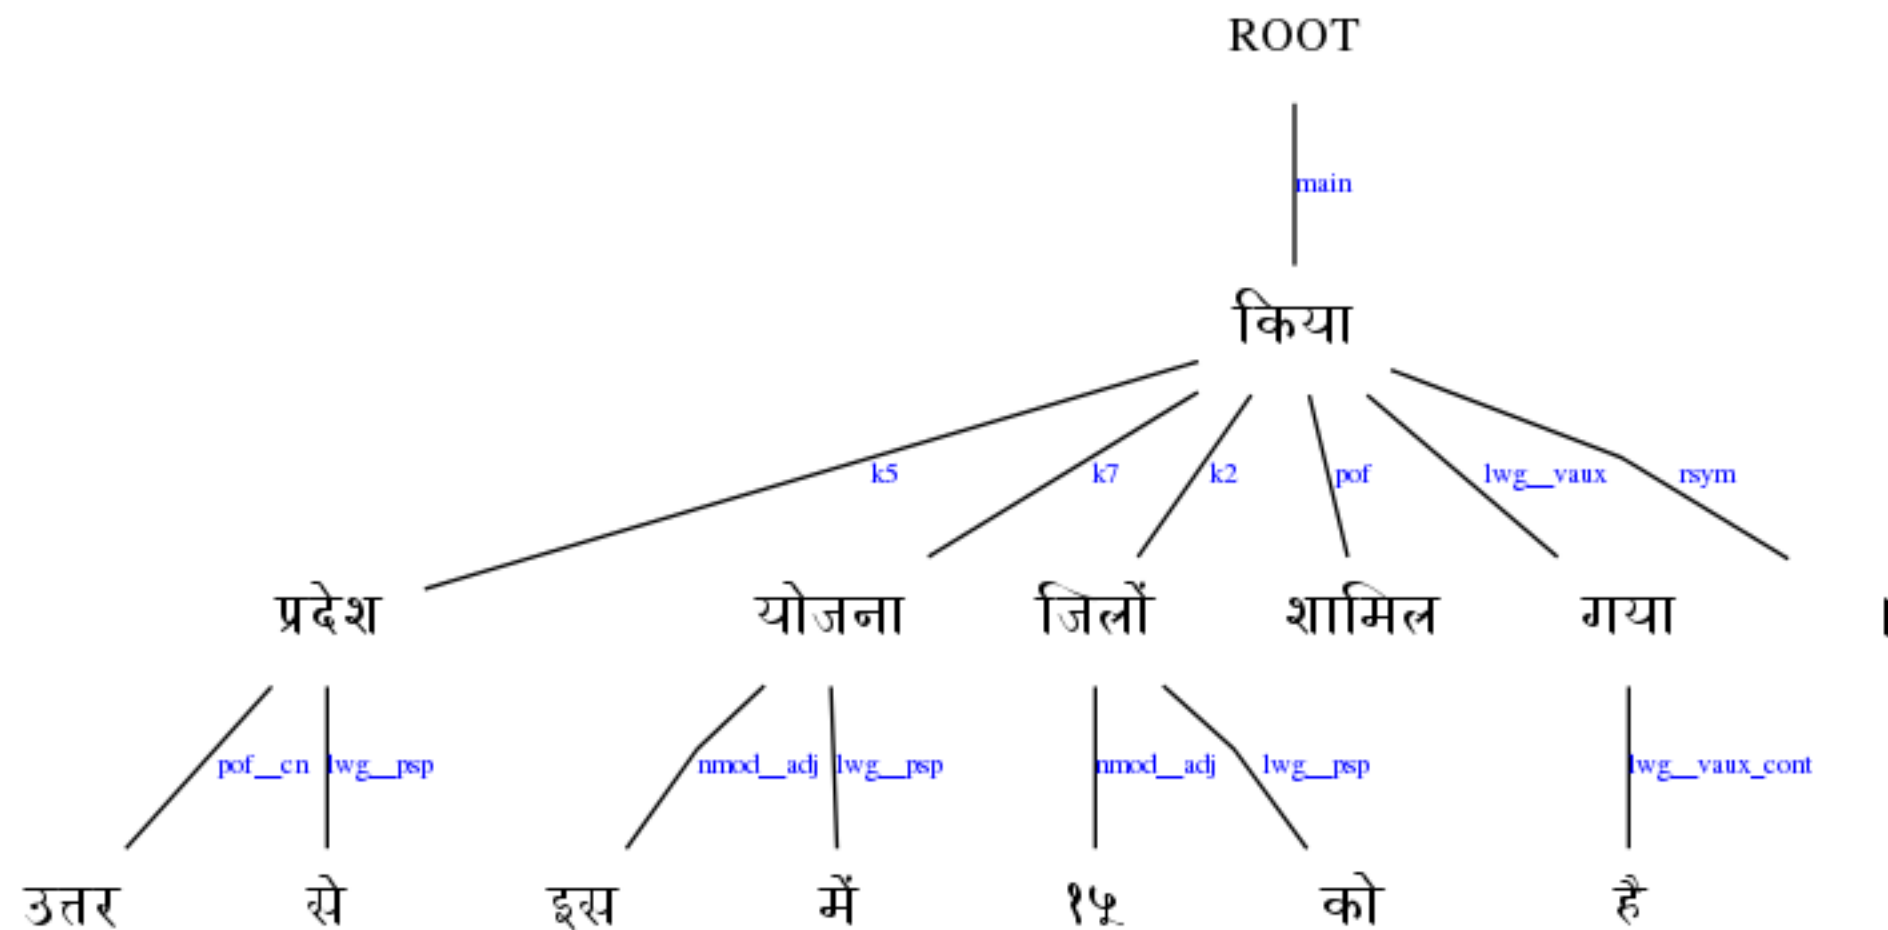 ROOT
main
किया
k5 k7 k2 pof lwg__vaux rsym
प्रदेश योजना जिलों शामिल गया ।
pof__cn lwg__psp nmod__adj lwg__psp nmod__adj lwg__psp lwg__vaux_cont
उत्तर से इस में १५ को है